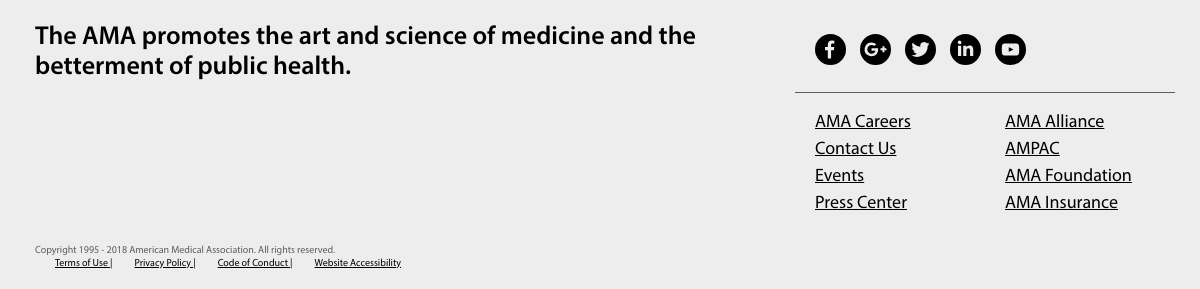 The AMA promotes the art and science of medicine and the
betterment of public health.
AMA Careers
Contact Us
Events
Press Center
AMA Alliance
AMPAC
AMA Foundation
AMA Insurance
Copyright 1995 - 2018 American Medical Association. All rights reserved.
Terms of Use | Privacy Policy | Code of Conduct | Website Accessibility